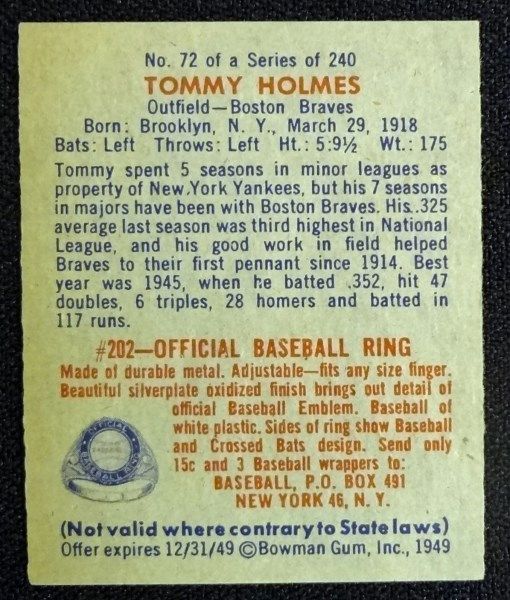 No. 72 of a Series of 240
TOMMY HOLMES
Outfield—Boston Braves
Born: Brooklyn, N. Y., March 29, 1918
Bats: Left Throws: Left Ht.: 5:9½ Wt.: 175
Tommy spent 5 seasons in minor leagues as
property of New York Yankees, but his 7 seasons
in majors have been with Boston Braves. His .325
average last season was third highest in National
League, and his good work in field helped
Braves to their first pennant since 1914. Best
year was 1945, when he batted .352, hit 47
doubles, 6 triples, 28 homers and batted in
117 runs.
#202—OFFICIAL BASEBALL RING
Made of durable metal. Adjustable—fits any size finger.
Beautiful silverplate oxidized finish brings out detail of
official Baseball Emblem. Baseball of
white plastic. Sides of ring show Baseball
and Crossed Bats design. Send only
15c and 3 Baseball wrappers to:
BASEBALL, P.O. BOX 491
NEW YORK 46, N. Y.
OFFICIAL
BASEBALL RING
(Not valid where contrary to State laws)
Offer expires 12/31/49 ©Bowman Gum, Inc., 1949